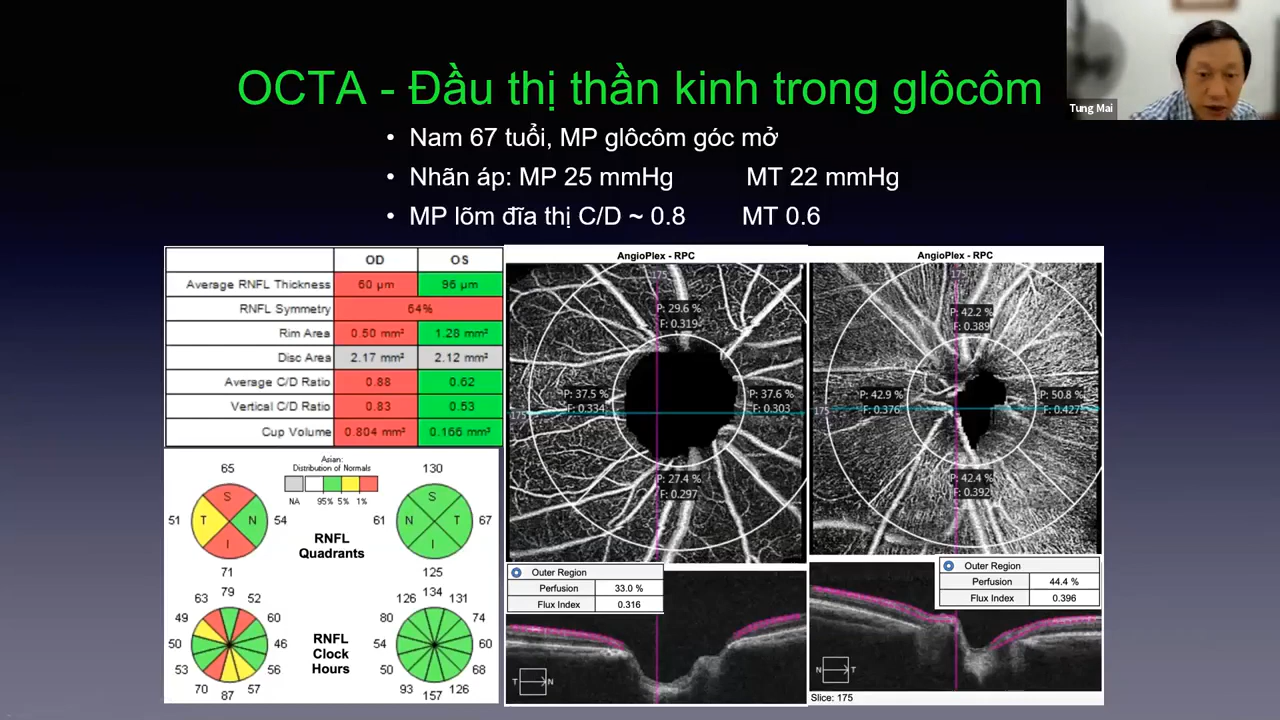 OCTA - Đầu thị thần kinh trong glôcôm
Tung Mai
• Nam 67 tuổi, MP glôcôm góc mở
• Nhãn áp: MP 25 mmHg MT 22 mmHg
• MP lõm đĩa thị C/D ~ 0.8 MT 0.6
OD OS
Average RNFL Thickness 60 µm 96 µm
RNFL Symmetry 64%
Rim Area 0.50 mm² 1.28 mm²
Disc Area 2.17 mm² 2.12 mm²
Average C/D Ratio 0.88 0.62
Vertical C/D Ratio 0.83 0.53
Cup Volume 0.804 mm³ 0.166 mm³
Asian:
Distribution of Normals
NA 95% 5% 1%
65
S
51 T N 54
I
71
RNFL
Quadrants
130
S
61 N T 67
I
125
79
63 52
49 60
50 46
53 56
70 57
87
RNFL
Clock
Hours
134
126 131
80 74
54 60
50 68
93 126
157
AngioPlex - RPC
175
P: 29.6 %
F: 0.319
P: 37.5 %
F: 0.334
P: 37.6 %
F: 0.303
175
P: 27.4 %
F: 0.297
Outer Region
Perfusion 33.0 %
Flux Index 0.316
T N
AngioPlex - RPC
175
P: 42.2 %
F: 0.389
P: 42.9 %
F: 0.376
P: 50.8 %
F: 0.427
175
P: 42.4 %
F: 0.392
Outer Region
Perfusion 44.4 %
Flux Index 0.396
N T
Slice: 175